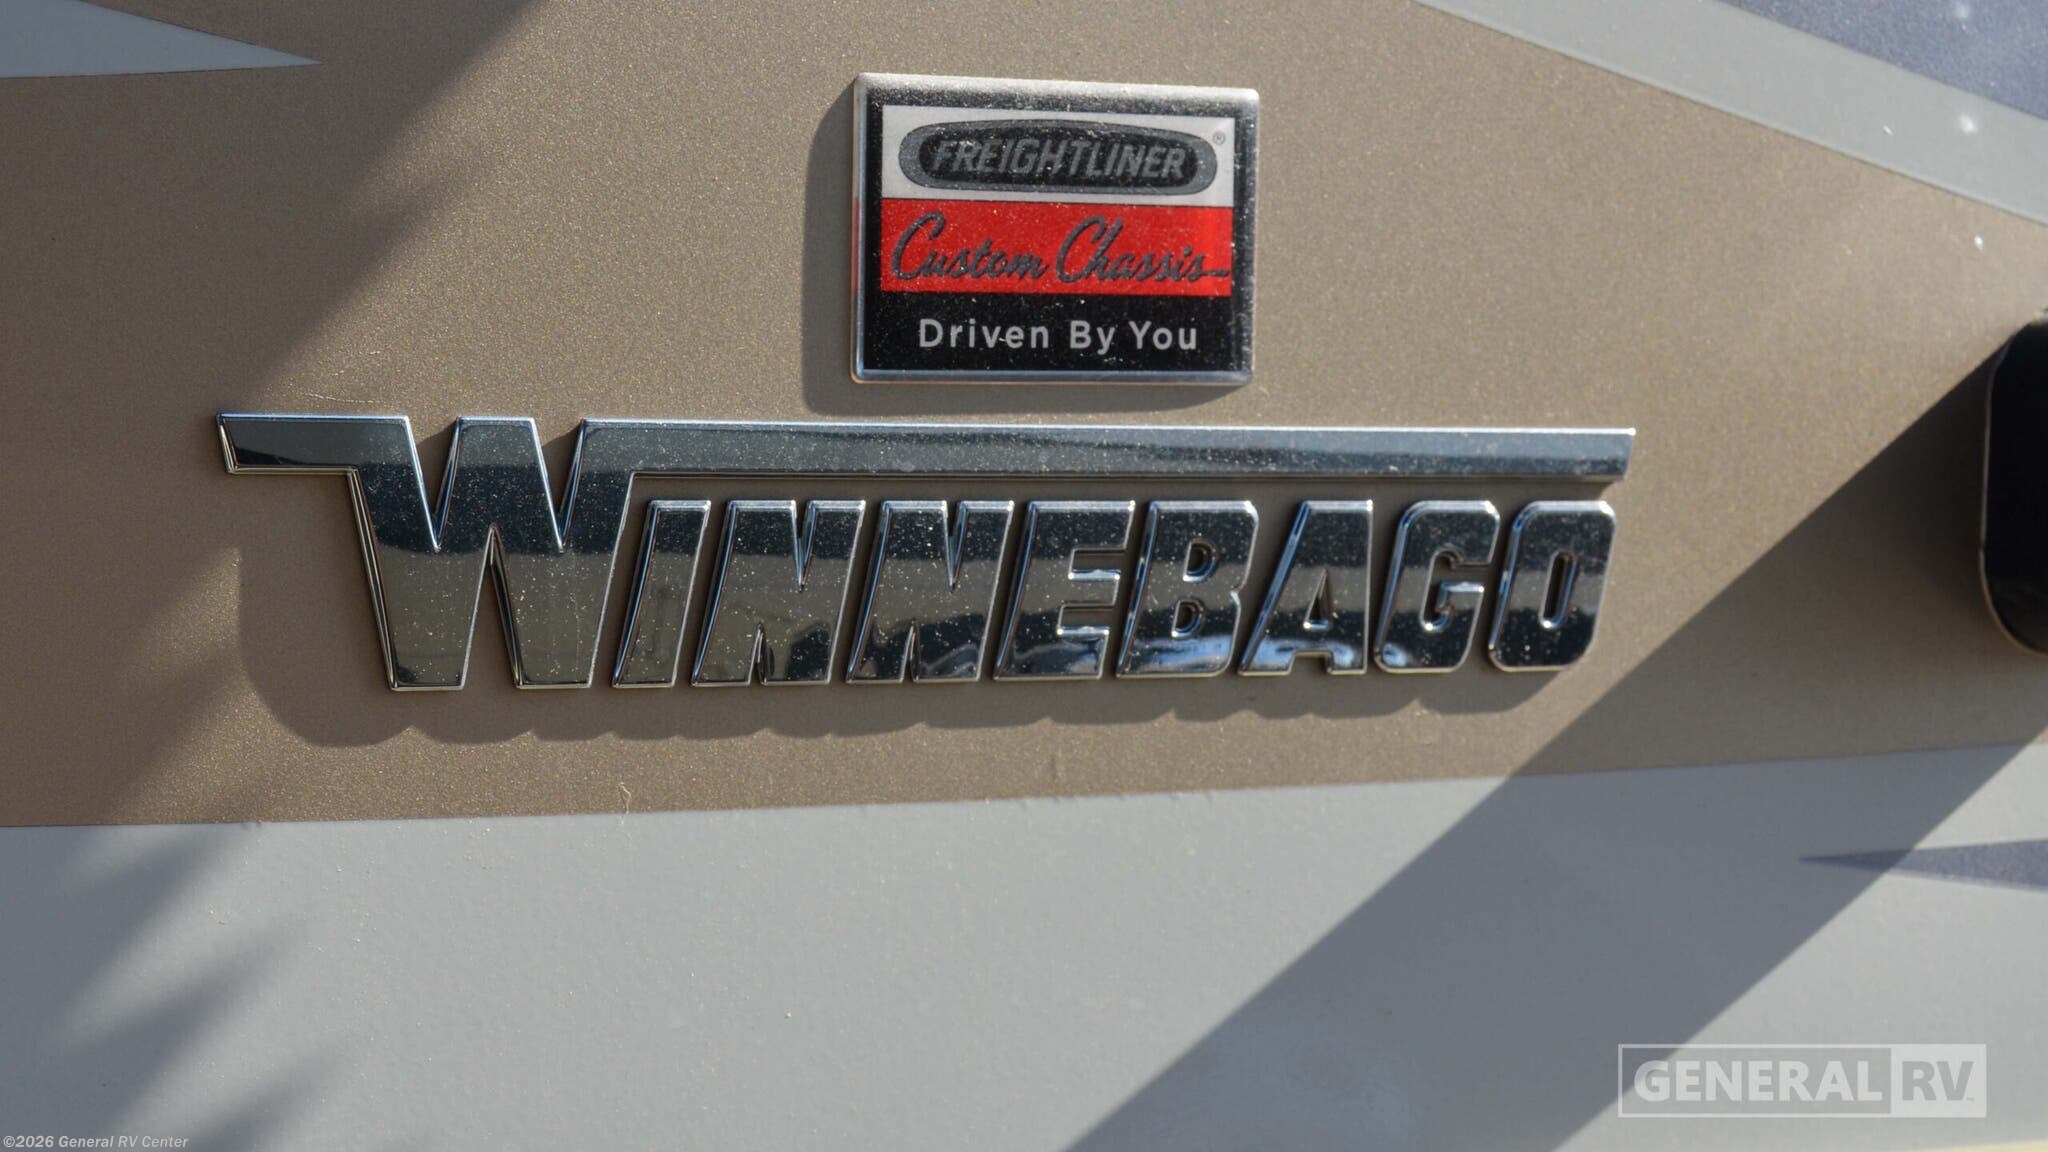 FREIGHTLINER®
Custom Chassis
Driven By You
WINNEBAGO
GENERAL RV
©2026 General RV Center